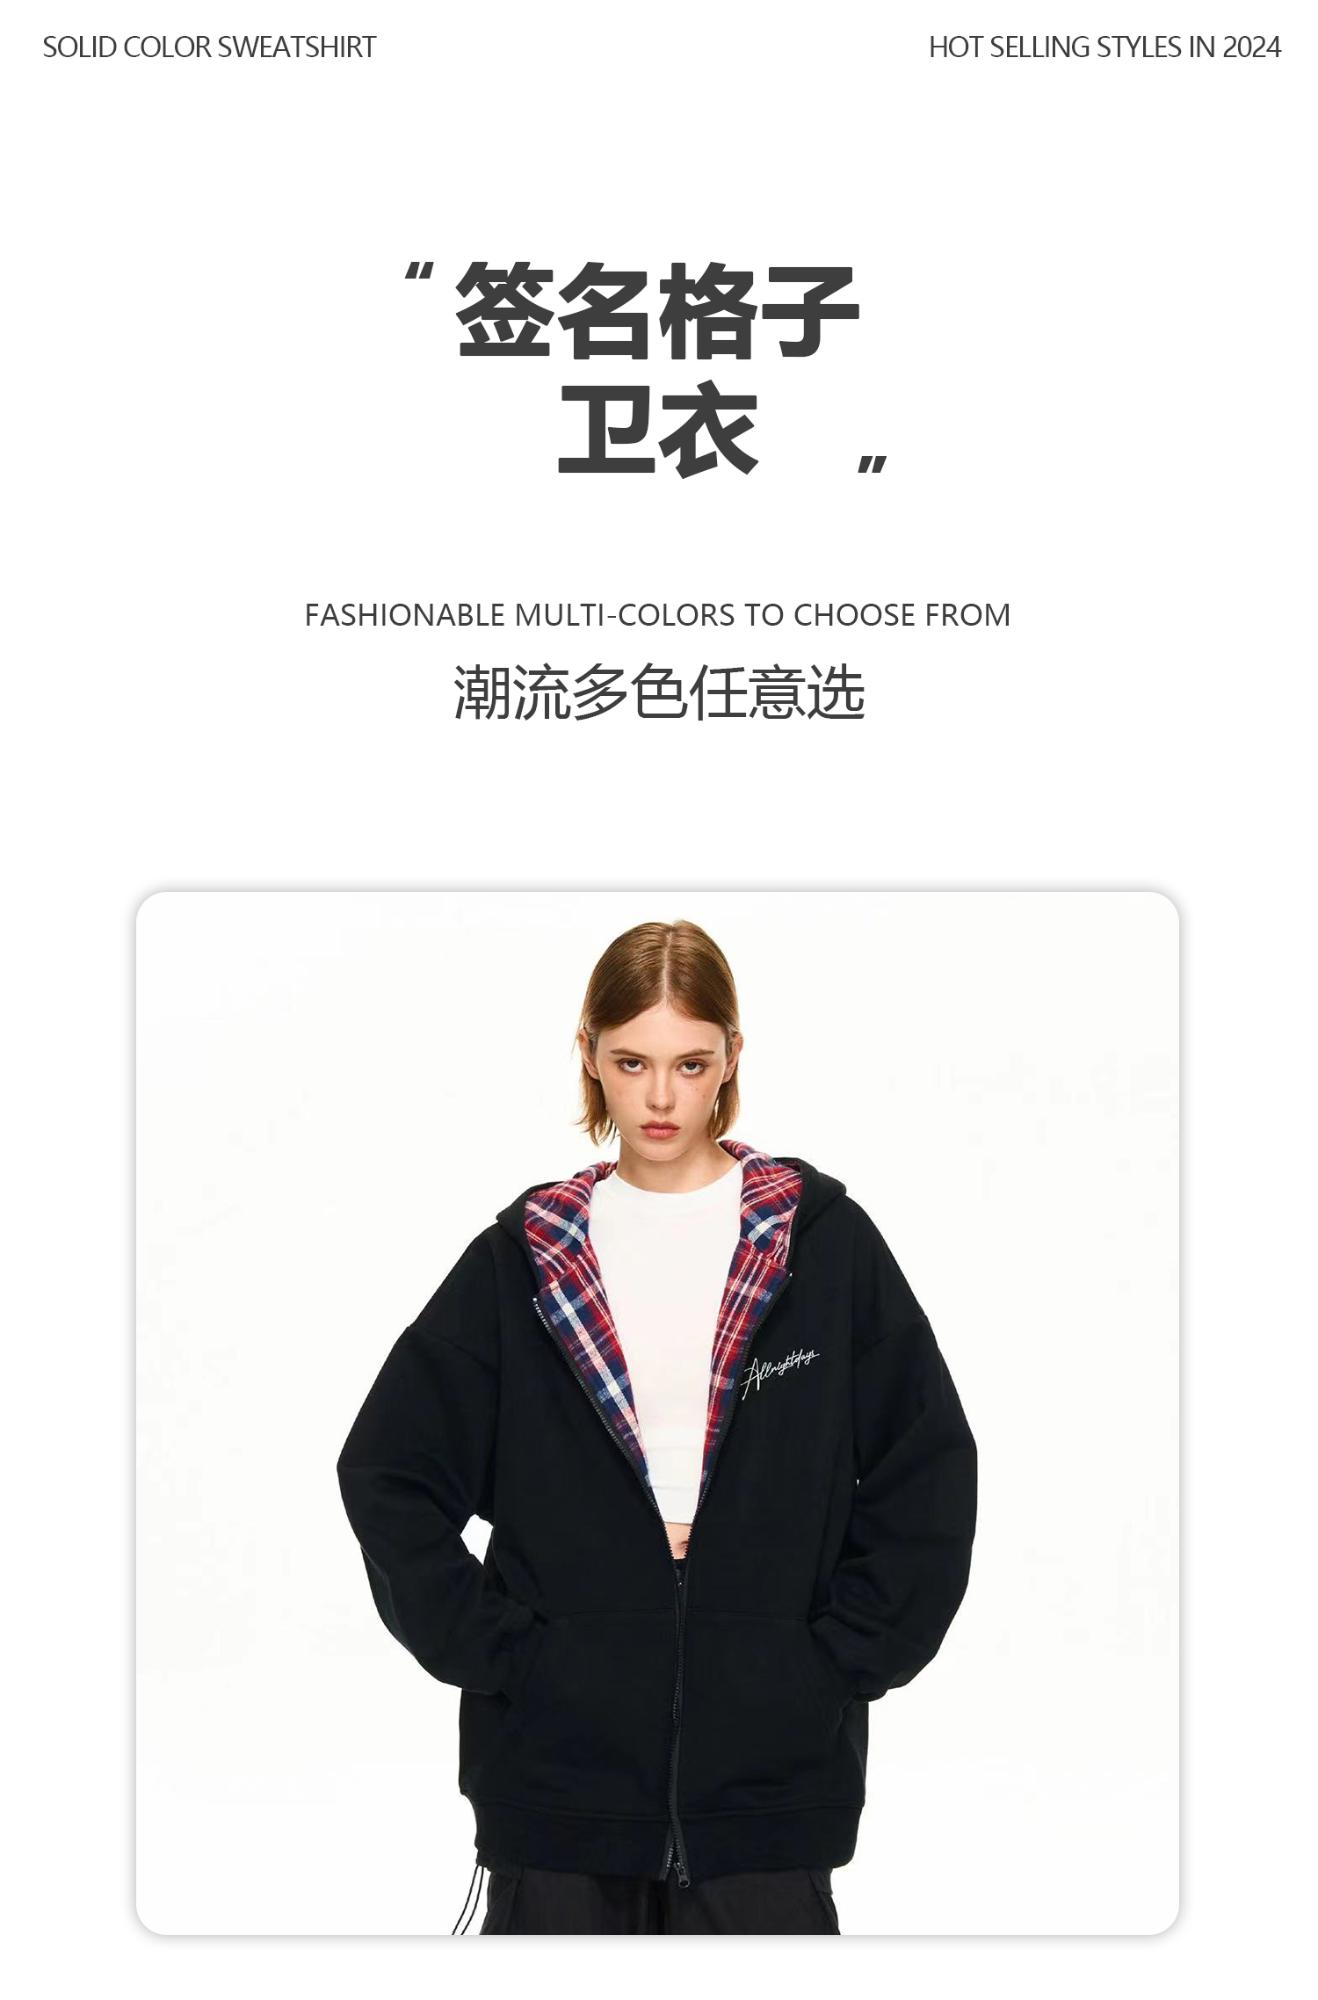 SOLID COLOR SWEATSHIRT
HOT SELLING STYLES IN 2024
“签名格子
卫衣”
FASHIONABLE MULTI-COLORS TO CHOOSE FROM
潮流多色任意选
Allnightdays